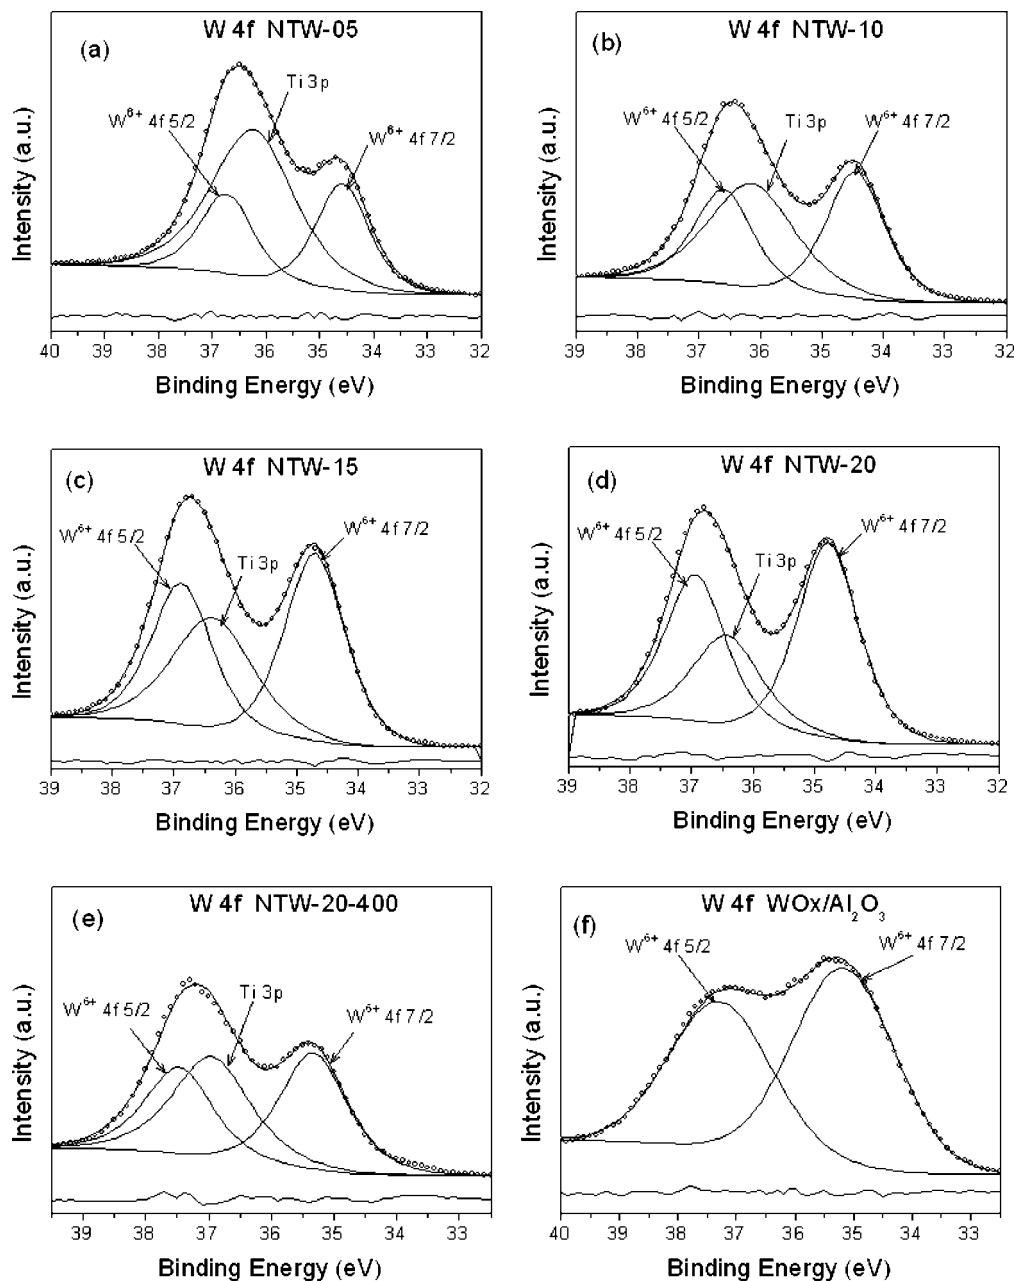 (a) W 4f NTW-05
Ti 3p
W⁶⁺ 4f 5/2
W⁶⁺ 4f 7/2
Intensity (a.u.)
40 39 38 37 36 35 34 33 32
Binding Energy (eV)
(b) W 4f NTW-10
W⁶⁺ 4f 5/2
Ti 3p
W⁶⁺ 4f 7/2
Intensity (a.u.)
39 38 37 36 35 34 33 32
Binding Energy (eV)
(c) W 4f NTW-15
W⁶⁺ 4f 5/2
Ti 3p
W⁶⁺ 4f 7/2
Intensity (a.u.)
39 38 37 36 35 34 33 32
Binding Energy (eV)
(d) W 4f NTW-20
W⁶⁺ 4f 5/2
Ti 3p
W⁶⁺ 4f 7/2
Intensity (a.u.)
39 38 37 36 35 34 33 32
Binding Energy (eV)
(e) W 4f NTW-20-400
W⁶⁺ 4f 5/2
Ti 3p
W⁶⁺ 4f 7/2
Intensity (a.u.)
39 38 37 36 35 34 33
Binding Energy (eV)
(f) W 4f WOx/Al₂O₃
W⁶⁺ 4f 5/2
W⁶⁺ 4f 7/2
Intensity (a.u.)
40 39 38 37 36 35 34 33
Binding Energy (eV)